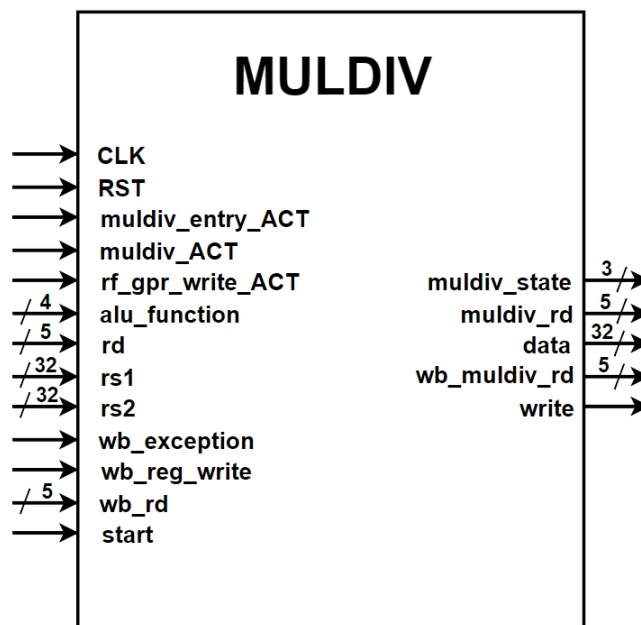 MULDIV
CLK
RST
muldiv_entry_ACT
muldiv_ACT
rf_gpr_write_ACT
4
alu_function
5
rd
32
rs1
32
rs2
wb_exception
wb_reg_write
5
wb_rd
start
3
muldiv_state
5
muldiv_rd
32
data
5
wb_muldiv_rd
write